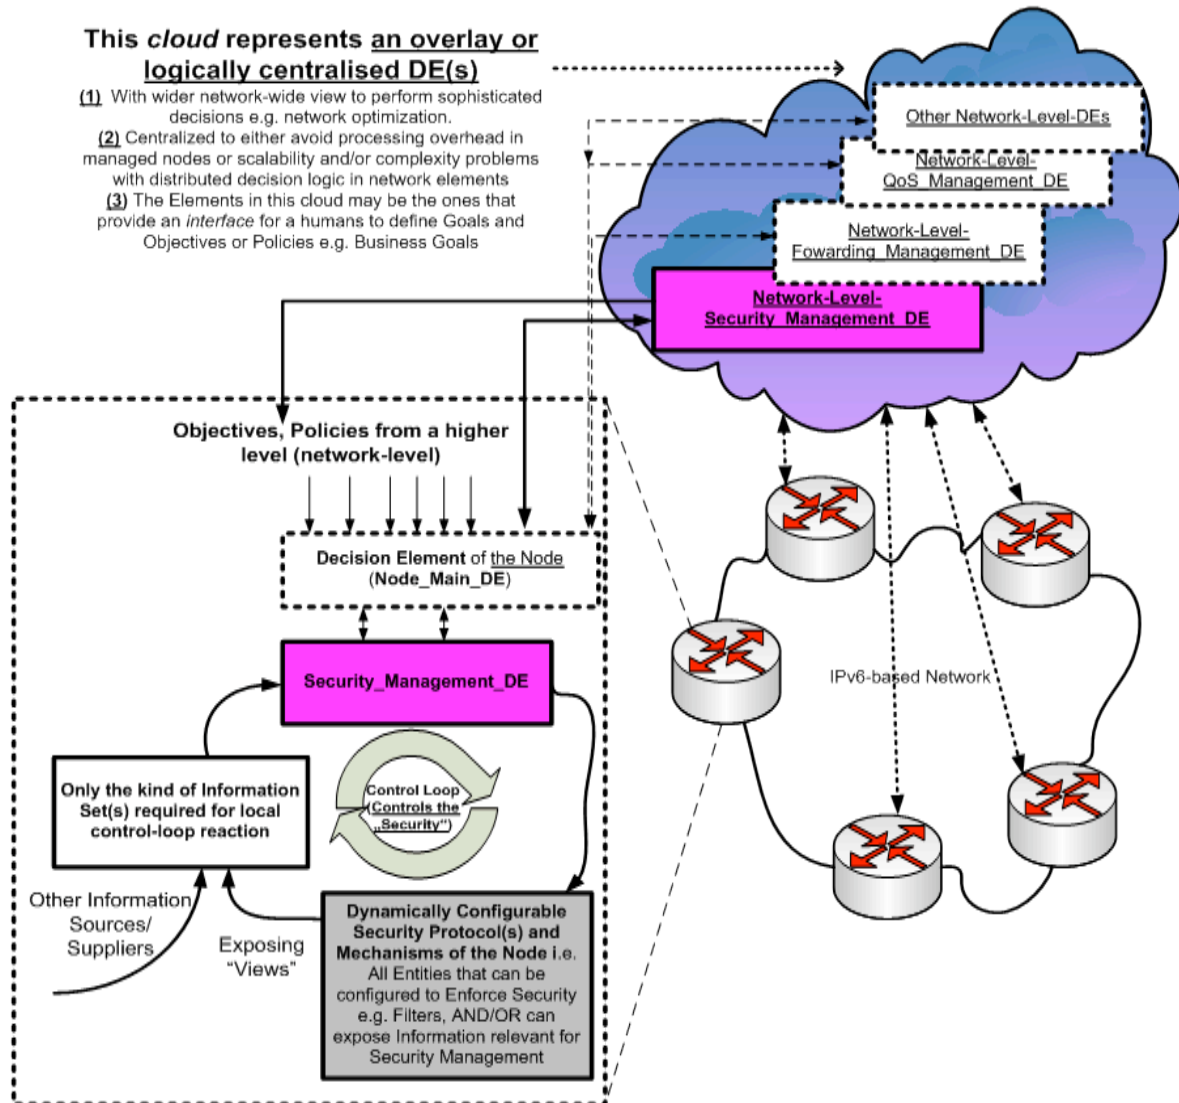 This cloud represents an overlay or
logically centralised DE(s)
(1) With wider network-wide view to perform sophisticated
decisions e.g. network optimization.
(2) Centralized to either avoid processing overhead in
managed nodes or scalability and/or complexity problems
with distributed decision logic in network elements
(3) The Elements in this cloud may be the ones that
provide an interface for a humans to define Goals and
Objectives or Policies e.g. Business Goals
Other Network-Level-DEs
Network-Level-
QoS_Management_DE
Network-Level-
Fowarding_Management_DE
Network-Level-
Security_Management_DE
Objectives, Policies from a higher
level (network-level)
Decision Element of the Node
(Node_Main_DE)
Security_Management_DE
Only the kind of Information
Set(s) required for local
control-loop reaction
Control Loop
(Controls the
„Security“)
Other Information
Sources/
Suppliers
Exposing
“Views”
Dynamically Configurable
Security Protocol(s) and
Mechanisms of the Node i.e.
All Entities that can be
configured to Enforce Security
e.g. Filters, AND/OR can
expose Information relevant for
Security Management
IPv6-based Network